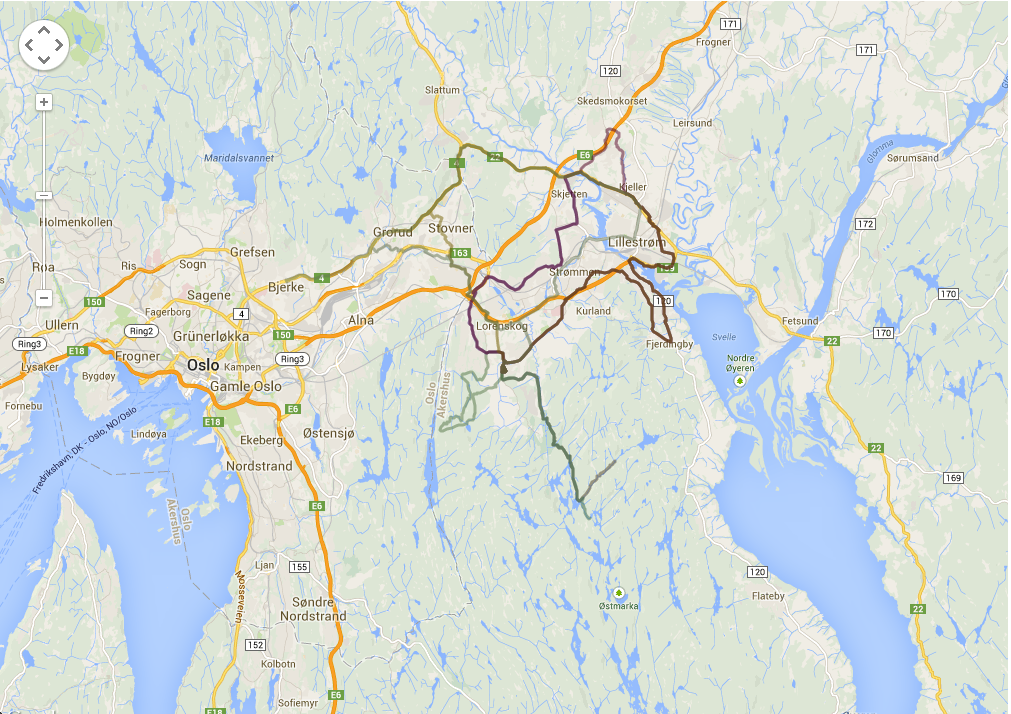 171
Frogner
171
120
Slattum
Skedsmokorset
Leirsund
Glomma
Maridalsvannet
4
22
E6
Sørumsand
Kjeller
Skjetten
Holmenkollen
Grorud
Stovner
172
Lillestrøm
Røa
Ris
Sogn
Grefsen
163
159
Strømmen
Bjerke
4
Sagene
150
120
170
Fagerborg
4
Kurland
Ullern
Ring2
Grünerløkka
Alna
Lørenskog
Fetsund
170
150
Svelle
Ring3
E18
Frogner
Ring3
Fjerdingby
22
Lysaker
Oslo
Kampen
Nordre
Øyeren
Bygdøy
Gamle Oslo
Oslo
Akershus
Fornebu
E6
E18
Fredrikshavn, DK - Oslo, NO/Oslo
Lindøya
Ekeberg
Østensjø
22
Nordstrand
169
E6
Oslo
Akershus
Ljan
155
120
Mosseveien
Østmarka
Flateby
Søndre
Nordstrand
22
152
Kolbotn
E6
Sofiemyr
E18